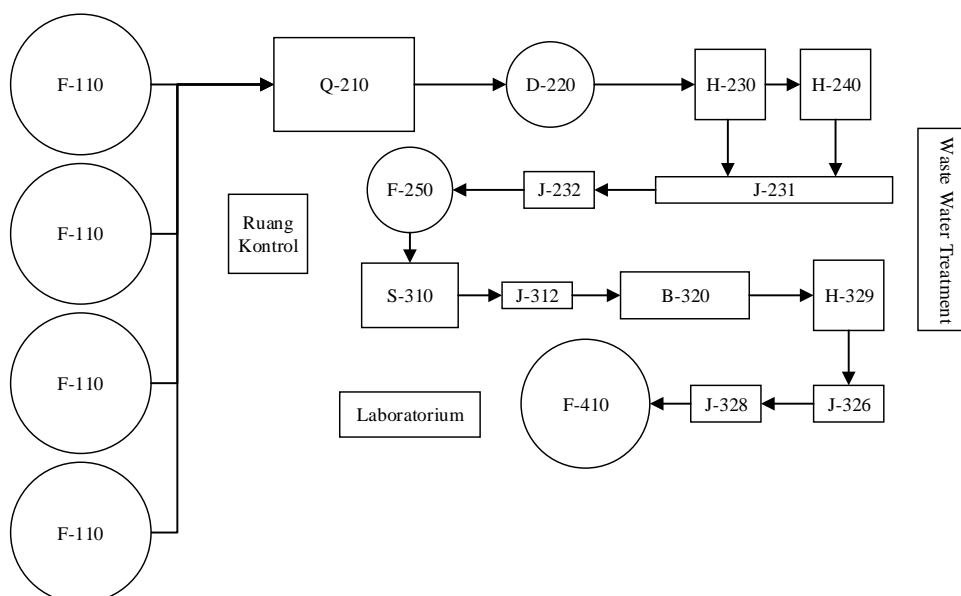 F-110
Q-210
D-220
H-230
H-240
F-110
Ruang
Kontrol
F-250
J-232
J-231
Waste Water Treatment
S-310
J-312
B-320
H-329
F-110
Laboratorium
F-410
J-328
J-326
F-110